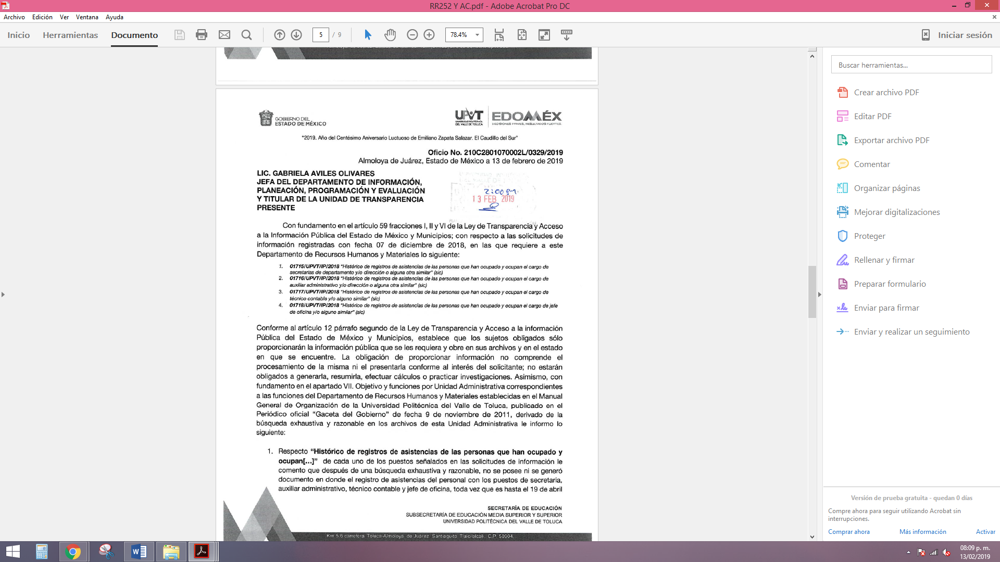 RR252 Y AC.pdf - Adobe Acrobat Pro DC
Archivo Edición Ver Ventana Ayuda
Inicio Herramientas Documento 5 / 9 78.4% Iniciar sesión
GOBIERNO DEL
ESTADO DE MÉXICO
UPVT
UNIVERSIDAD POLITÉCNICA
DEL VALLE DE TOLUCA
EDOMÉX
DECISIONES FIRMES, RESULTADOS FUERTES.
"2019. Año del Centésimo Aniversario Luctuoso de Emiliano Zapata Salazar. El Caudillo del Sur"
Oficio No. 210C2801070002L/0329/2019
Almoloya de Juárez, Estado de México a 13 de febrero de 2019
LIC. GABRIELA AVILES OLIVARES
JEFA DEL DEPARTAMENTO DE INFORMACIÓN,
PLANEACIÓN, PROGRAMACIÓN Y EVALUACIÓN
Y TITULAR DE LA UNIDAD DE TRANSPARENCIA
PRESENTE
13 FEB 2019
Con fundamento en el artículo 59 fracciones I, II y VI de la Ley de Transparencia y Acceso
a la Información Pública del Estado de México y Municipios; con respecto a las solicitudes de
información registradas con fecha 07 de diciembre de 2018, en las que requiere a este
Departamento de Recursos Humanos y Materiales lo siguiente:
1. 01715/UPVT/IP/2018 "Histórico de registros de asistencias de las personas que han ocupado y ocupan el cargo de
secretarias de departamento y/o dirección o alguna otra similar" (sic)
2. 01716/UPVT/IP/2018 "Histórico de registros de asistencias de las personas que han ocupado y ocupan el cargo de
auxiliar administrativo y/o dirección o alguna otra similar" (sic)
3. 01717/UPVT/IP/2018 "Histórico de registros de asistencias de las personas que han ocupado y ocupan el cargo de
técnico contable y/o alguno similar" (sic)
4. 01718/UPVT/IP/2018 "Histórico de registros de asistencias de las personas que han ocupado y ocupan el cargo de jefe
de oficina y/o alguno similar" (sic)
Conforme al artículo 12 párrafo segundo de la Ley de Transparencia y Acceso a la información
Pública del Estado de México y Municipios, establece que los sujetos obligados sólo
proporcionarán la información pública que se les requiera y obre en sus archivos y en el estado
en que se encuentre. La obligación de proporcionar información no comprende el
procesamiento de la misma ni el presentarla conforme al interés del solicitante; no estarán
obligados a generarla, resumirla, efectuar cálculos o practicar investigaciones. Asimismo, con
fundamento en el apartado VII. Objetivo y funciones por Unidad Administrativa correspondientes
a las funciones del Departamento de Recursos Humanos y Materiales establecidas en el Manual
General de Organización de la Universidad Politécnica del Valle de Toluca, publicado en el
Periódico oficial "Gaceta del Gobierno" de fecha 9 de noviembre de 2011, derivado de la
búsqueda exhaustiva y razonable en los archivos de esta Unidad Administrativa le informo lo
siguiente:
1. Respecto "Histórico de registros de asistencias de las personas que han ocupado y
ocupan[...]" de cada uno de los puestos señalados en las solicitudes de información le
comento que después de una búsqueda exhaustiva y razonable, no se posee ni se generó
documento en donde el registro de asistencias del personal con los puestos de secretaria,
auxiliar administrativo, técnico contable y jefe de oficina, toda vez que es hasta el 19 de abril
SECRETARÍA DE EDUCACIÓN
SUBSECRETARÍA DE EDUCACIÓN MEDIA SUPERIOR Y SUPERIOR
UNIVERSIDAD POLITÉCNICA DEL VALLE DE TOLUCA
Km 5.6 carretera Toluca-Almoloya de Juárez, Santiaguito Tlalcilalcali, C.P. 50904.
Buscar herramientas...
Crear archivo PDF
Editar PDF
Exportar archivo PDF
Comentar
Organizar páginas
Mejorar digitalizaciones
Proteger
Rellenar y firmar
Preparar formulario
Enviar para firmar
Enviar y realizar un seguimiento
Versión de prueba gratuita - quedan 0 días
Compre ahora para seguir utilizando Acrobat sin
interrupciones.
Comprar ahora Más información Activar
08:09 p. m.
13/02/2019